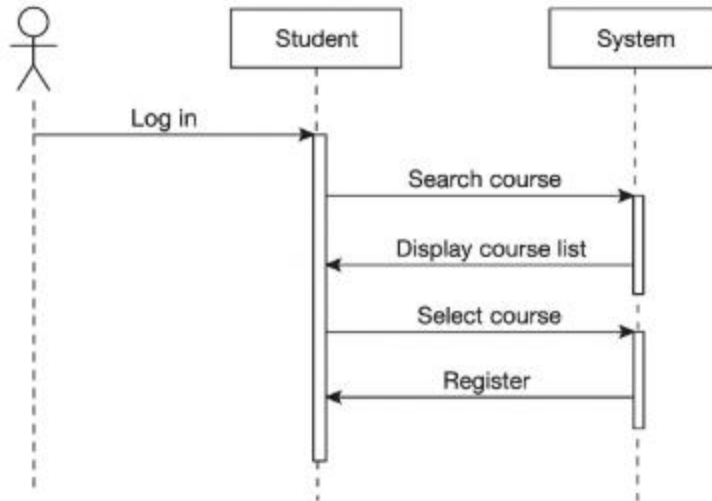 Student
System
Log in
Search course
Display course list
Select course
Register